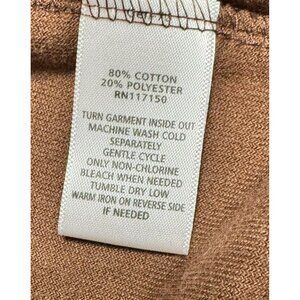 80% COTTON
20% POLYESTER
RN117150
TURN GARMENT INSIDE OUT
MACHINE WASH COLD
SEPARATELY
GENTLE CYCLE
ONLY NON-CHLORINE
BLEACH WHEN NEEDED
TUMBLE DRY LOW
WARM IRON ON REVERSE SIDE
IF NEEDED